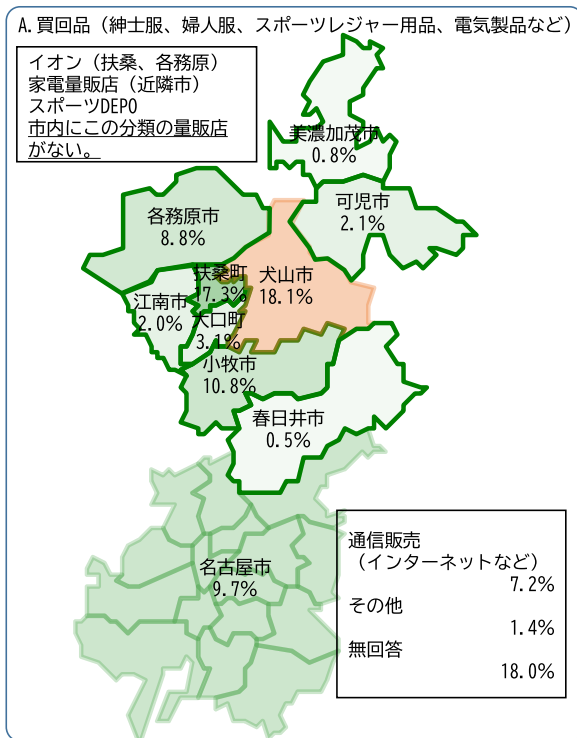 A.買回品（紳士服、婦人服、スポーツレジャー用品、電気製品など）
イオン（扶桑、各務原）
家電量販店（近隣市）
スポーツDEPO
市内にこの分類の量販店
がない。
美濃加茂市
0.8%
可児市
2.1%
各務原市
8.8%
扶桑町
17.3%
犬山市
18.1%
江南市
2.0%
大口町
3.1%
小牧市
10.8%
春日井市
0.5%
名古屋市
9.7%
通信販売
（インターネットなど）
7.2%
その他
1.4%
無回答
18.0%